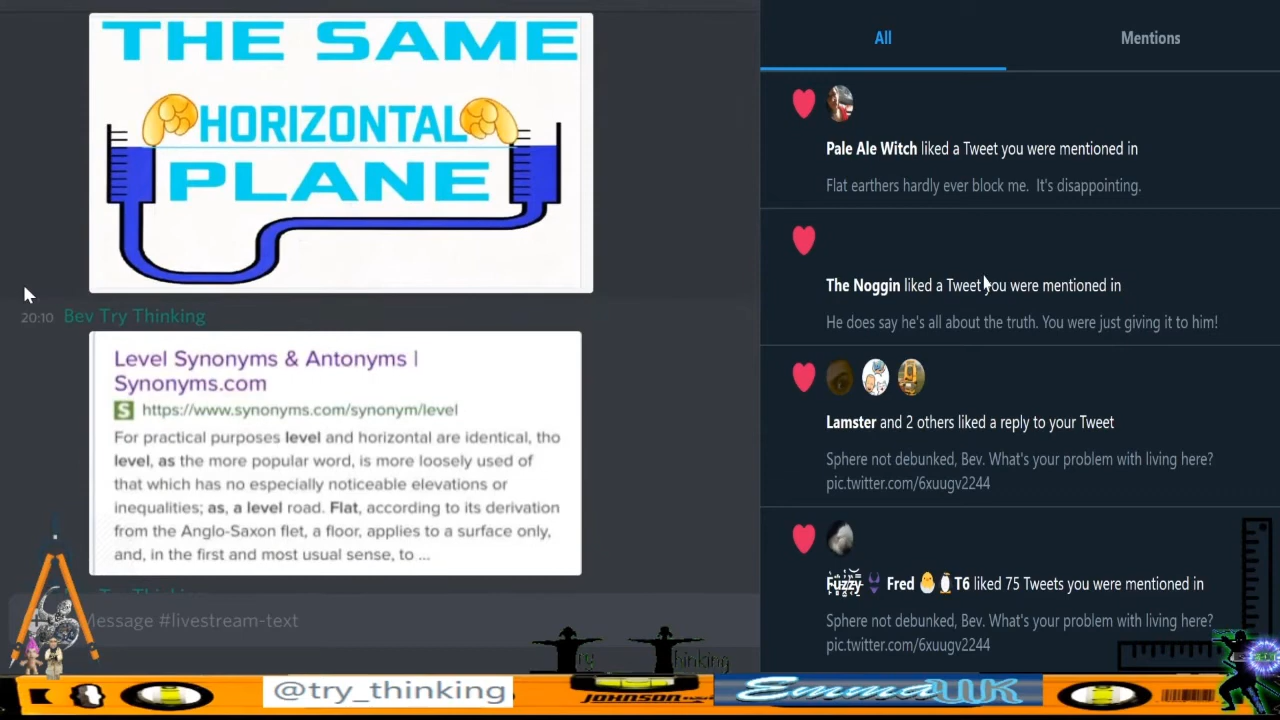 THE SAME
HORIZONTAL
PLANE
20:10 Bev Try Thinking
Level Synonyms & Antonyms |
Synonyms.com
S https://www.synonyms.com/synonym/level
For practical purposes level and horizontal are identical, tho
level, as the more popular word, is more loosely used of
that which has no especially noticeable elevations or
inequalities; as, a level road. Flat, according to its derivation
from the Anglo-Saxon flet, a floor, applies to a surface only,
and, in the first and most usual sense, to ...
Message #livestream-text
All
Mentions
Pale Ale Witch liked a Tweet you were mentioned in
Flat earthers hardly ever block me. It's disappointing.
The Noggin liked a Tweet you were mentioned in
He does say he's all about the truth. You were just giving it to him!
Lamster and 2 others liked a reply to your Tweet
Sphere not debunked, Bev. What's your problem with living here?
pic.twitter.com/6xuugv2244
Fuzzy Fred T6 liked 75 Tweets you were mentioned in
Sphere not debunked, Bev. What's your problem with living here?
pic.twitter.com/6xuugv2244
@try_thinking
JOHNSON
EmmaUK